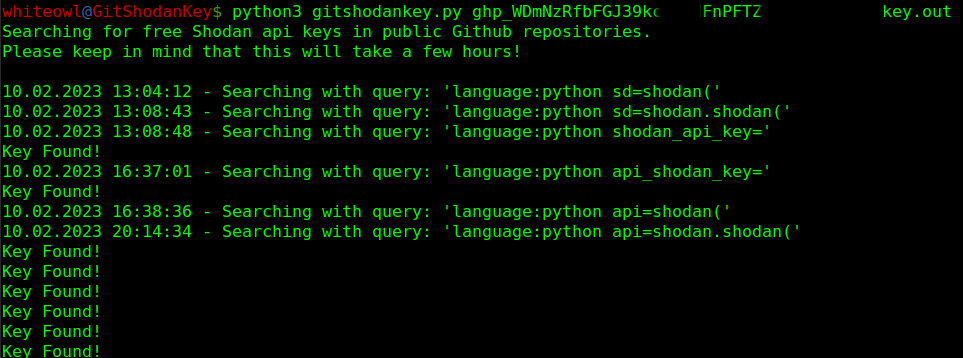 whiteowl@GitShodanKey$ python3 gitshodankey.py ghp_WDmNzRfbFGJ39k FnPFTZ key.out
Searching for free Shodan api keys in public Github repositories.
Please keep in mind that this will take a few hours!
10.02.2023 13:04:12 - Searching with query: 'language:python sd=shodan('
10.02.2023 13:08:43 - Searching with query: 'language:python sd=shodan.shodan('
10.02.2023 13:08:48 - Searching with query: 'language:python shodan_api_key='
Key Found!
10.02.2023 16:37:01 - Searching with query: 'language:python api_shodan_key='
Key Found!
10.02.2023 16:38:36 - Searching with query: 'language:python api=shodan('
10.02.2023 20:14:34 - Searching with query: 'language:python api=shodan.shodan('
Key Found!
Key Found!
Key Found!
Key Found!
Key Found!
Key Found!